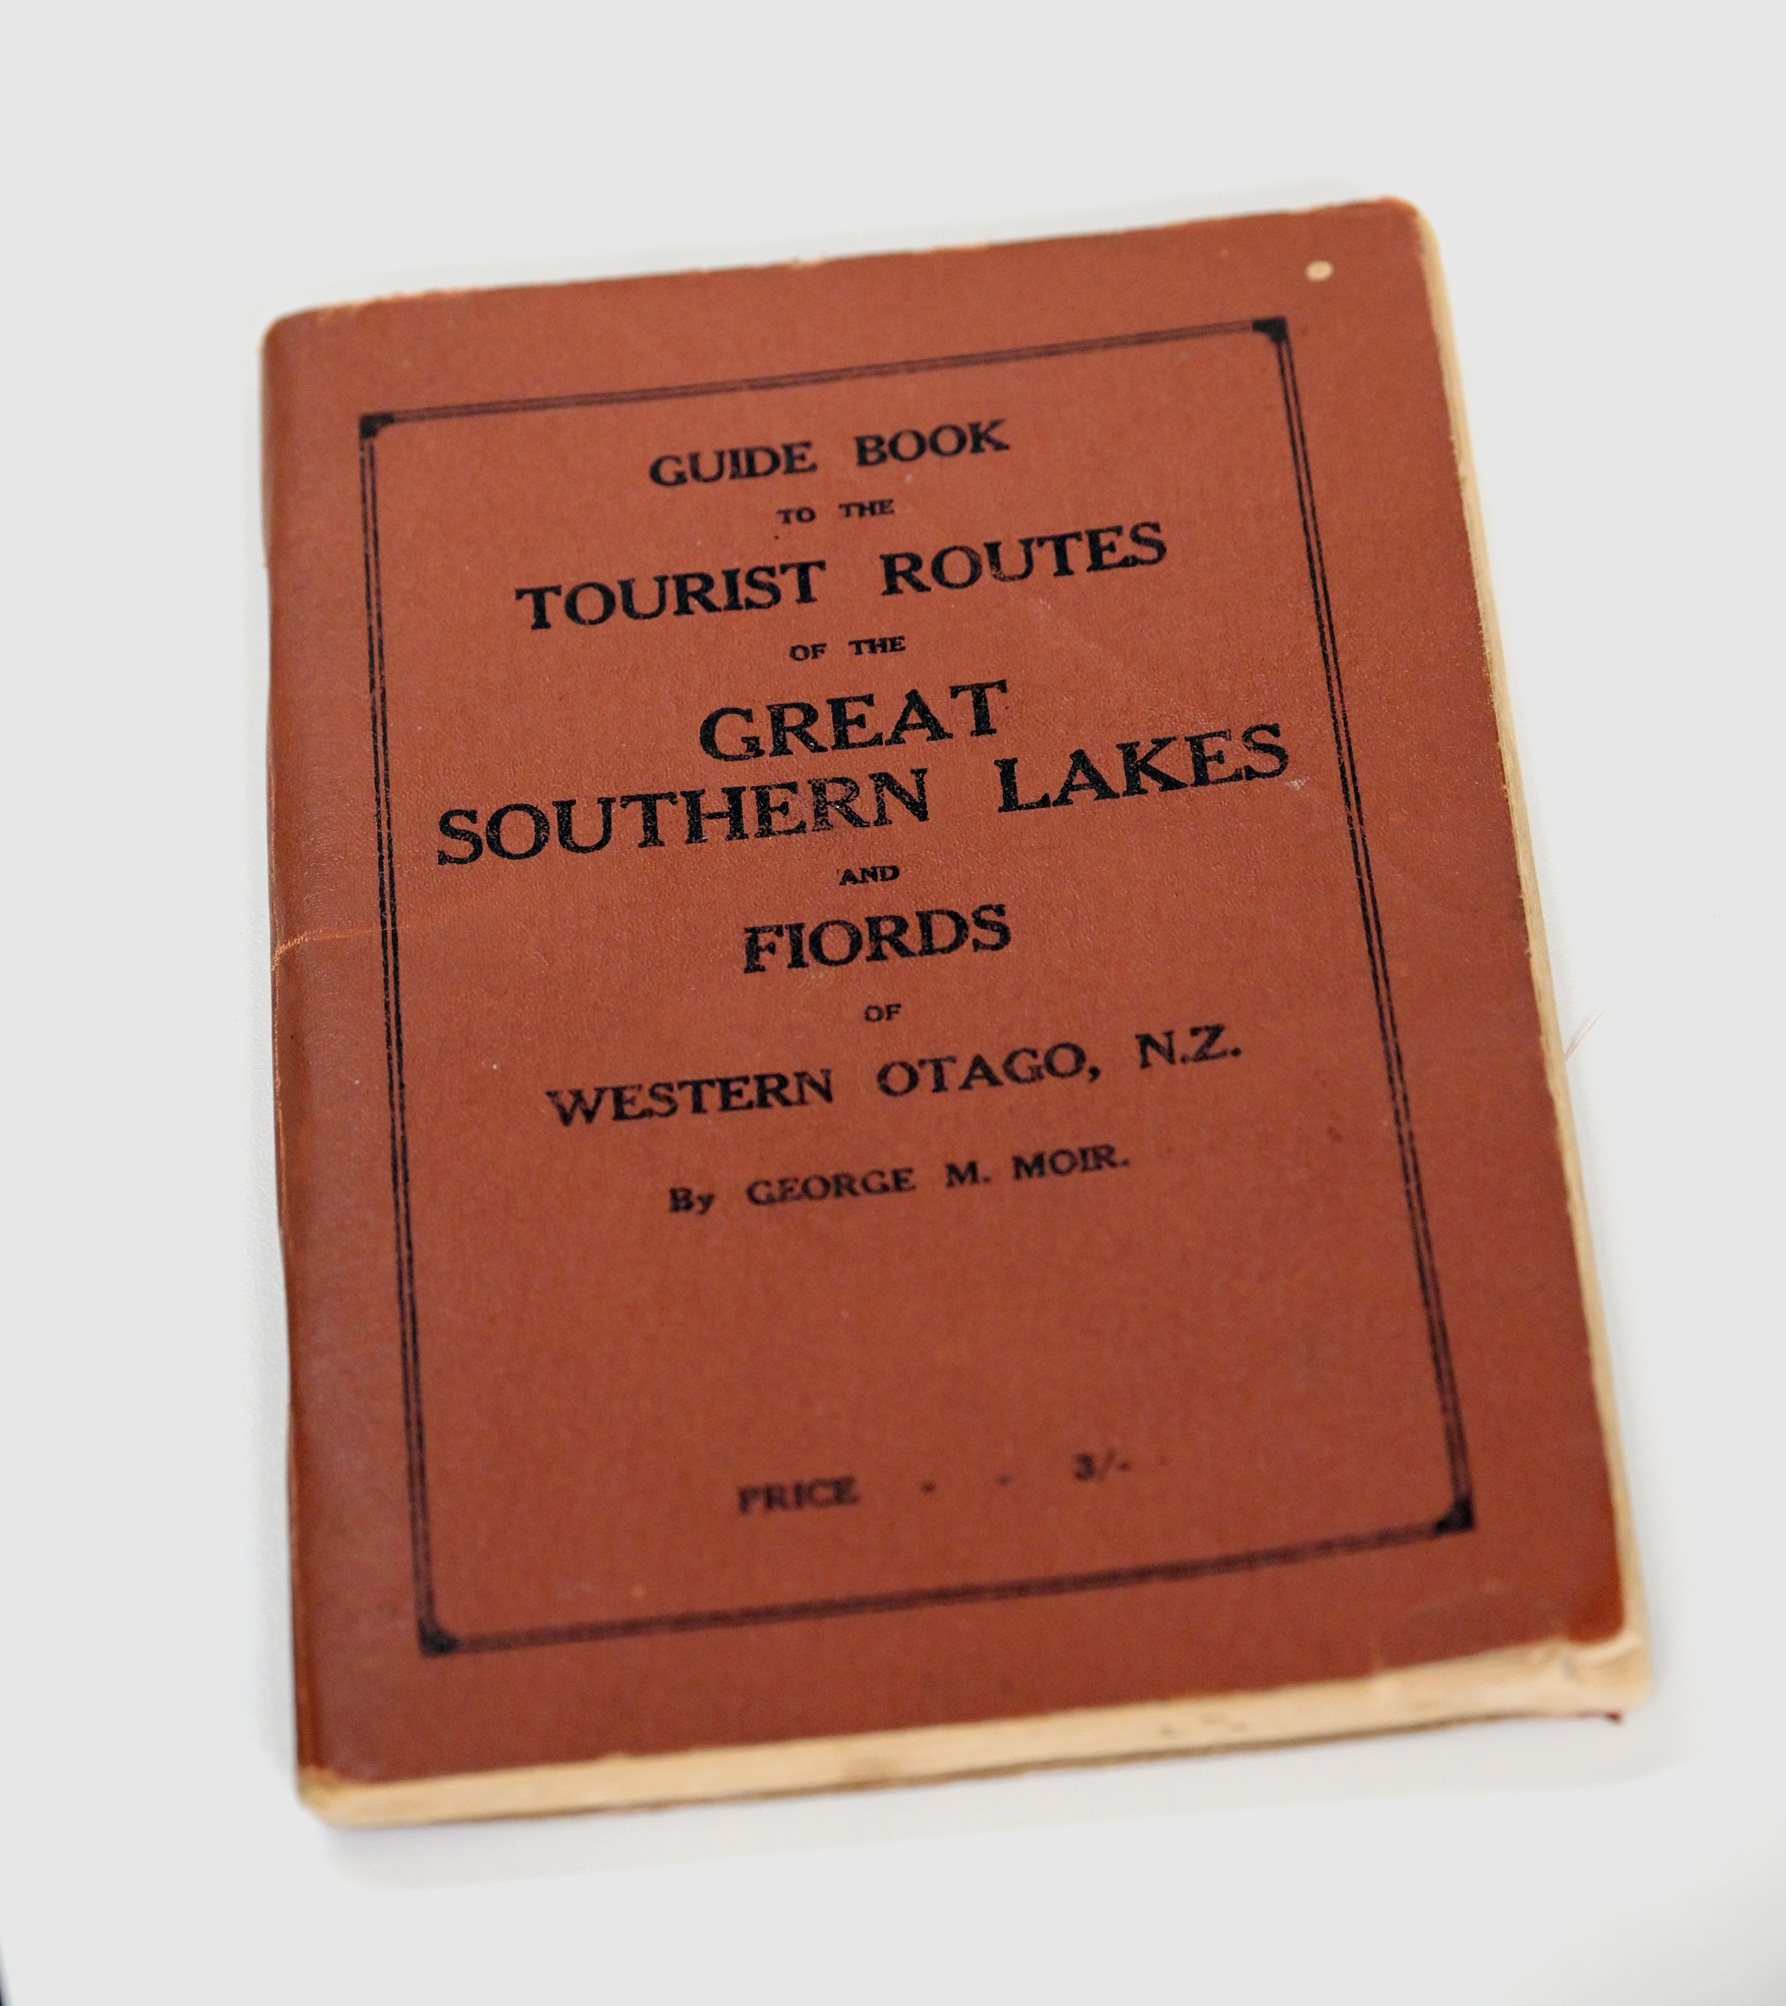 GUIDE BOOK
TO THE
TOURIST ROUTES
OF THE
GREAT
SOUTHERN LAKES
AND
FIORDS
OF
WESTERN OTAGO, N.Z.
By GEORGE M. MOIR.
PRICE - - 3/-